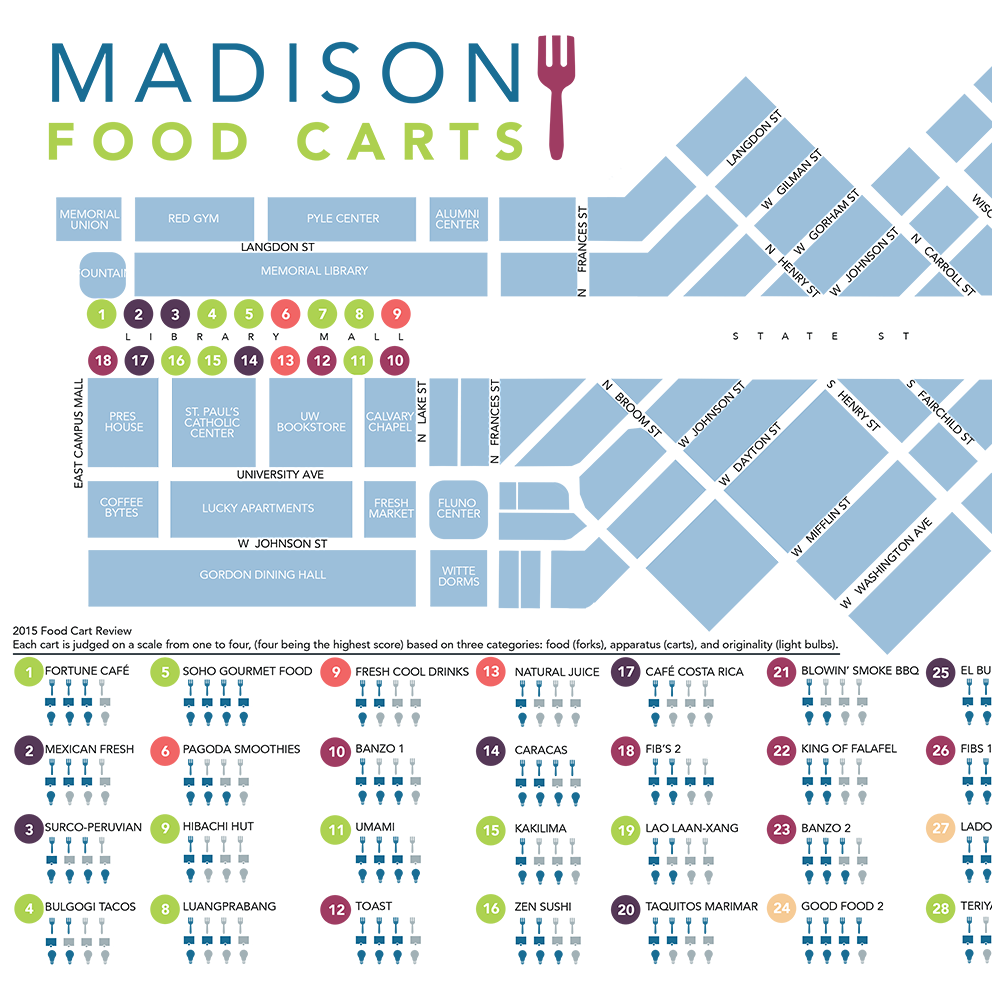 MADISON
FOOD CARTS
MEMORIAL
UNION
RED GYM
PYLE CENTER
ALUMNI
CENTER
LANGDON ST
OUNTAI
MEMORIAL LIBRARY
N FRANCES ST
LANGDON ST
W GILMAN ST
W GORHAM ST
N HENRY ST
W JOHNSON ST
N CARROLL ST
WISC
1 2 3 4 5 6 7 8 9
LIBRARY MALL
STATE ST
18 17 16 15 14 13 12 11 10
EAST CAMPUS MALL
PRES
HOUSE
ST. PAUL'S
CATHOLIC
CENTER
UW
BOOKSTORE
CALVARY
CHAPEL
N LAKE ST
N FRANCES ST
N BROOM ST
W JOHNSON ST
W DAYTON ST
S HENRY ST
S FAIRCHILD ST
UNIVERSITY AVE
COFFEE
BYTES
LUCKY APARTMENTS
FRESH
MARKET
FLUNO
CENTER
W MIFFLIN ST
W WASHINGTON AVE
W JOHNSON ST
GORDON DINING HALL
WITTE
DORMS
2015 Food Cart Review
Each cart is judged on a scale from one to four, (four being the highest score) based on three categories: food (forks), apparatus (carts), and originality (light bulbs).
1 FORTUNE CAFÉ
2 MEXICAN FRESH
3 SURCO-PERUVIAN
4 BULGOGI TACOS
5 SOHO GOURMET FOOD
6 PAGODA SMOOTHIES
9 HIBACHI HUT
8 LUANGPRABANG
9 FRESH COOL DRINKS
10 BANZO 1
11 UMAMI
12 TOAST
13 NATURAL JUICE
14 CARACAS
15 KAKILIMA
16 ZEN SUSHI
17 CAFÉ COSTA RICA
18 FIB'S 2
19 LAO LAAN-XANG
20 TAQUITOS MARIMAR
21 BLOWIN' SMOKE BBQ
22 KING OF FALAFEL
23 BANZO 2
24 GOOD FOOD 2
25 EL BU
26 FIBS 1
27 LADO
28 TERIYA